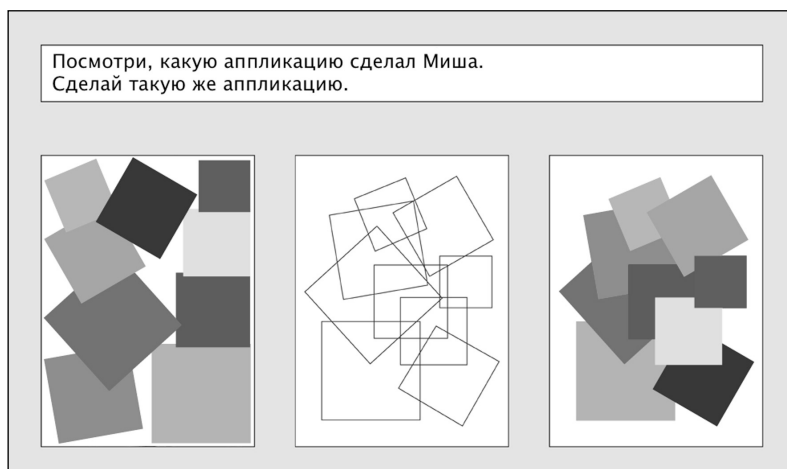 Посмотри, какую аппликацию сделал Миша.
Сделай такую же аппликацию.